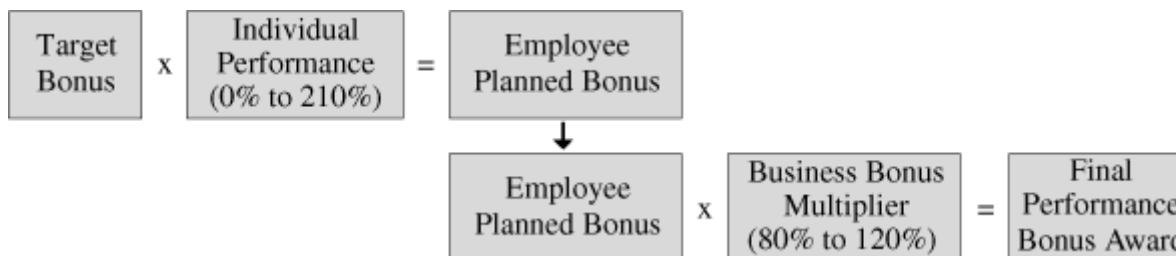 Target
Bonus
x
Individual
Performance
(0% to 210%)
=
Employee
Planned Bonus
Employee
Planned Bonus
x
Business Bonus
Multiplier
(80% to 120%)
=
Final
Performance
Bonus Award